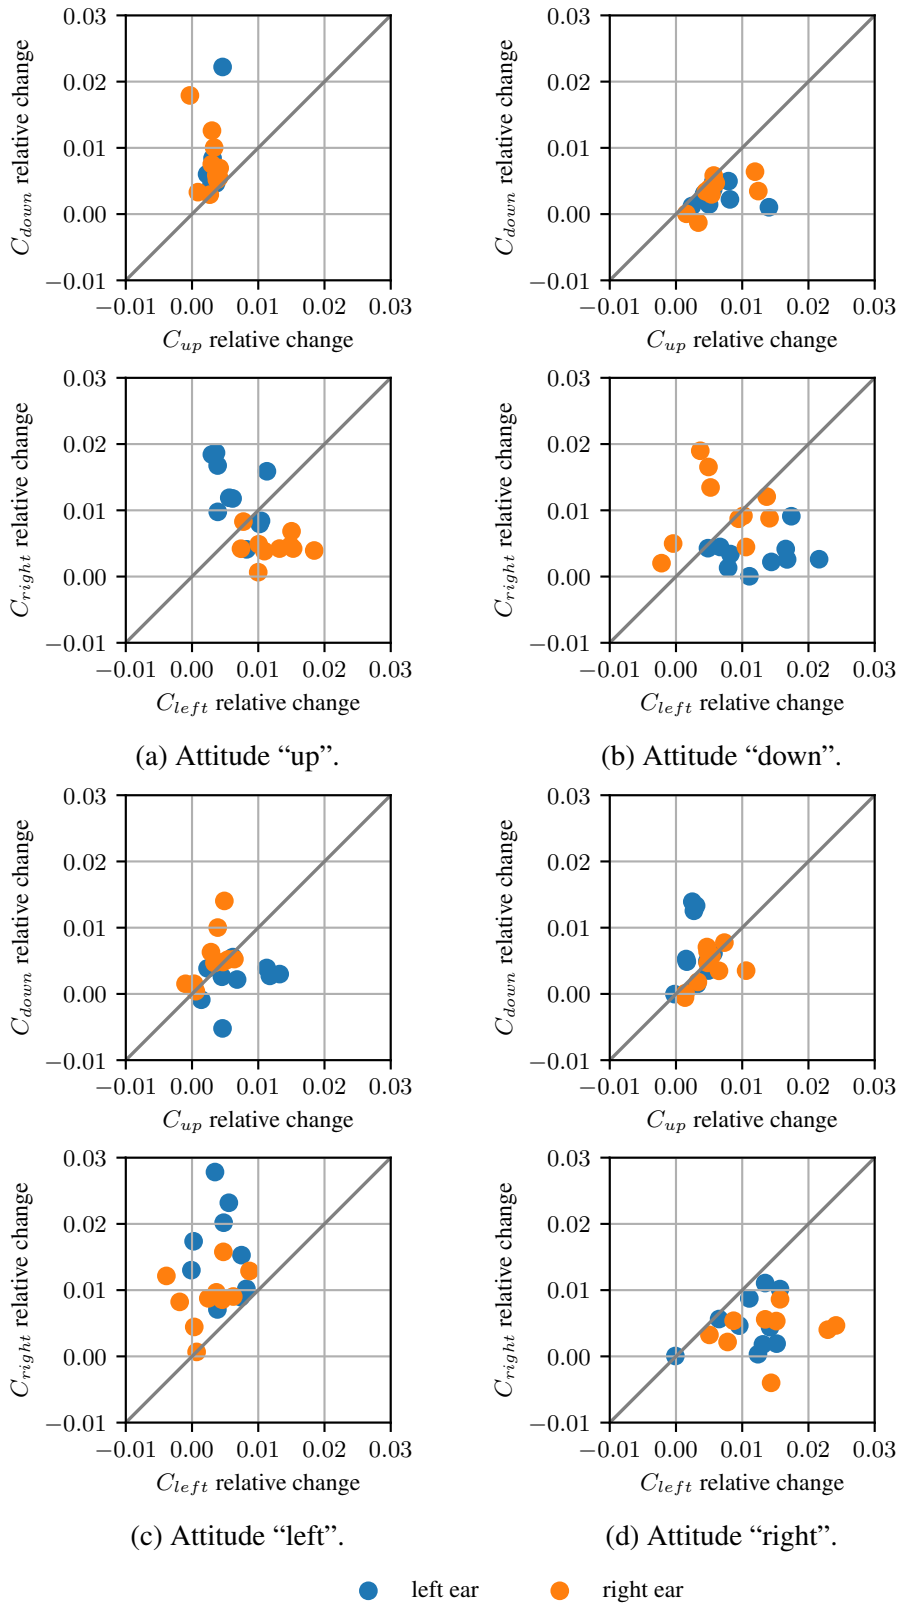 0.03
0.02
0.01
0.00
−0.01
C_down relative change
−0.01 0.00 0.01 0.02 0.03
C_up relative change
0.03
0.02
0.01
0.00
−0.01
C_down relative change
−0.01 0.00 0.01 0.02 0.03
C_up relative change
0.03
0.02
0.01
0.00
−0.01
C_right relative change
−0.01 0.00 0.01 0.02 0.03
C_left relative change
0.03
0.02
0.01
0.00
−0.01
C_right relative change
−0.01 0.00 0.01 0.02 0.03
C_left relative change
(a) Attitude “up”.
(b) Attitude “down”.
0.03
0.02
0.01
0.00
−0.01
C_down relative change
−0.01 0.00 0.01 0.02 0.03
C_up relative change
0.03
0.02
0.01
0.00
−0.01
C_down relative change
−0.01 0.00 0.01 0.02 0.03
C_up relative change
0.03
0.02
0.01
0.00
−0.01
C_right relative change
−0.01 0.00 0.01 0.02 0.03
C_left relative change
0.03
0.02
0.01
0.00
−0.01
C_right relative change
−0.01 0.00 0.01 0.02 0.03
C_left relative change
(c) Attitude “left”.
(d) Attitude “right”.
left ear
right ear